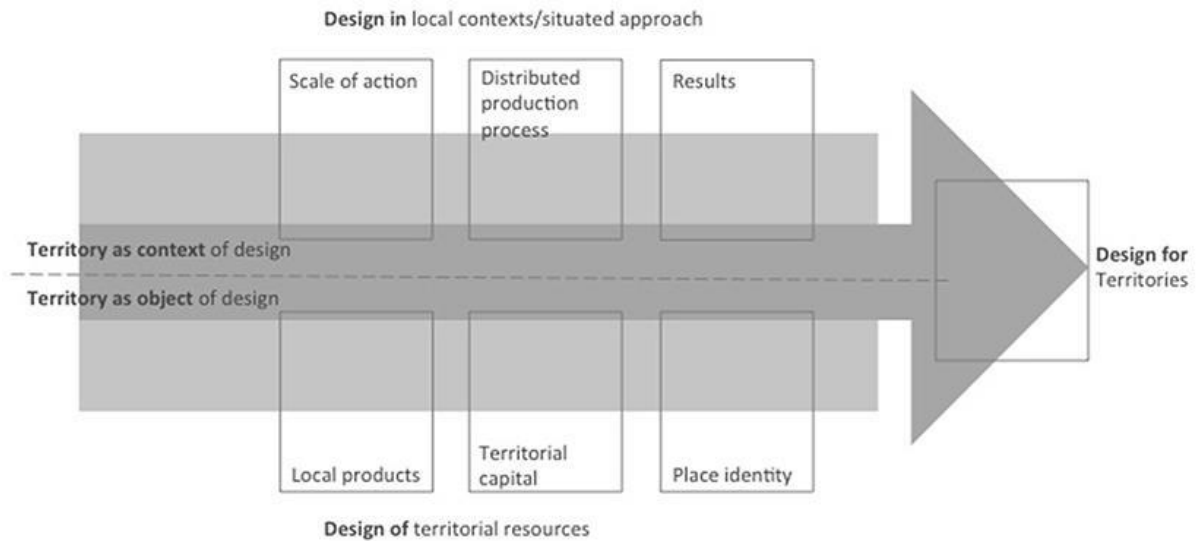 Design in local contexts/situated approach
Scale of action
Distributed
production
process
Results
Territory as context of design
Territory as object of design
Design for
Territories
Local products
Territorial
capital
Place identity
Design of territorial resources